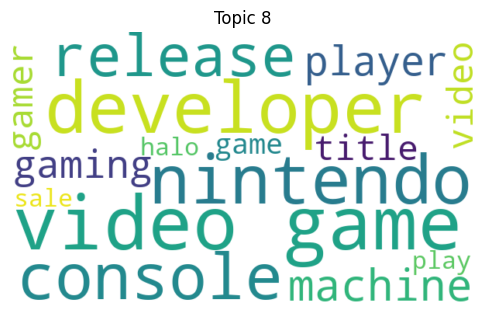 Topic 8
release
player
gamer
video
developer
halo
game
title
gaming
nintendo
sale
video game
console
machine
play